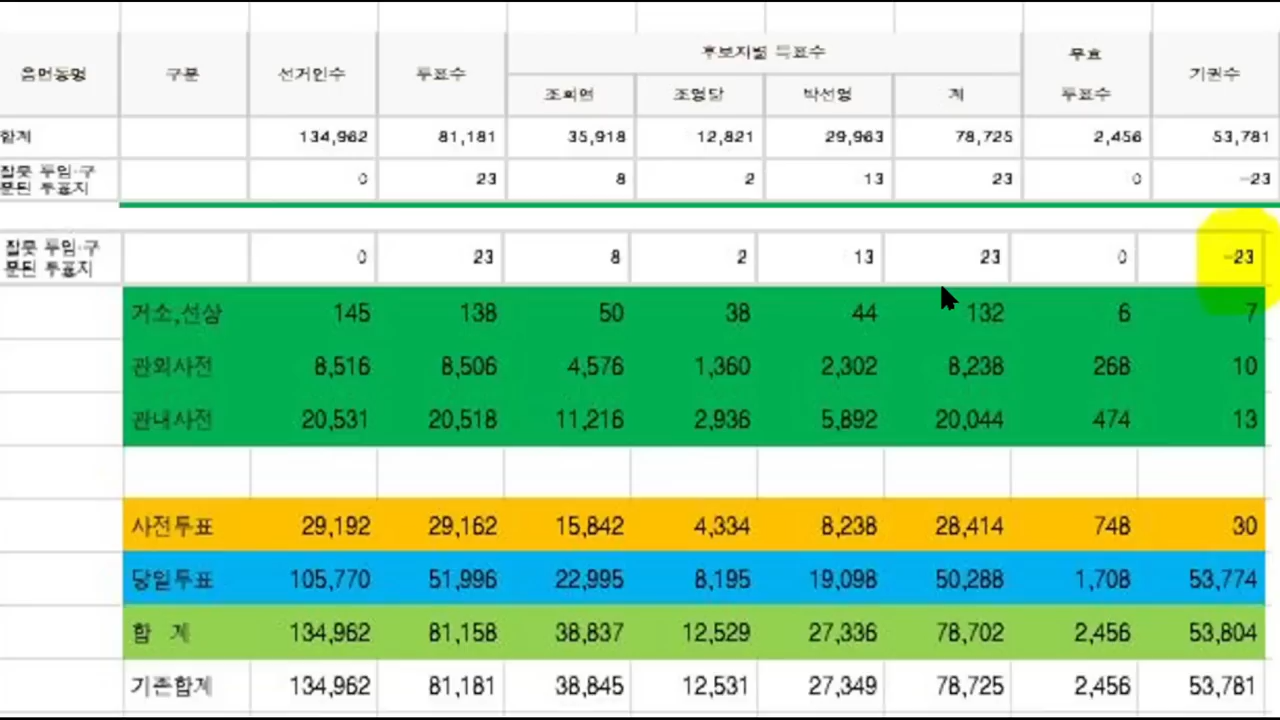 읍면동명 구분 선거인수 투표수 후보자별 득표수 무효 투표수 기권수
조희연 조영달 박선영 계
합계 134,962 81,181 35,918 12,821 29,963 78,725 2,456 53,781
잘못 투입·구
분된 투표지 0 23 8 2 13 23 0 -23
잘못 투입·구
분된 투표지 0 23 8 2 13 23 0 -23
거소,선상 145 138 50 38 44 132 6 7
관외사전 8,516 8,506 4,576 1,360 2,302 8,238 268 10
관내사전 20,531 20,518 11,216 2,936 5,892 20,044 474 13
사전투표 29,192 29,162 15,842 4,334 8,238 28,414 748 30
당일투표 105,770 51,996 22,995 8,195 19,098 50,288 1,708 53,774
합 계 134,962 81,158 38,837 12,529 27,336 78,702 2,456 53,804
기존합계 134,962 81,181 38,845 12,531 27,349 78,725 2,456 53,781